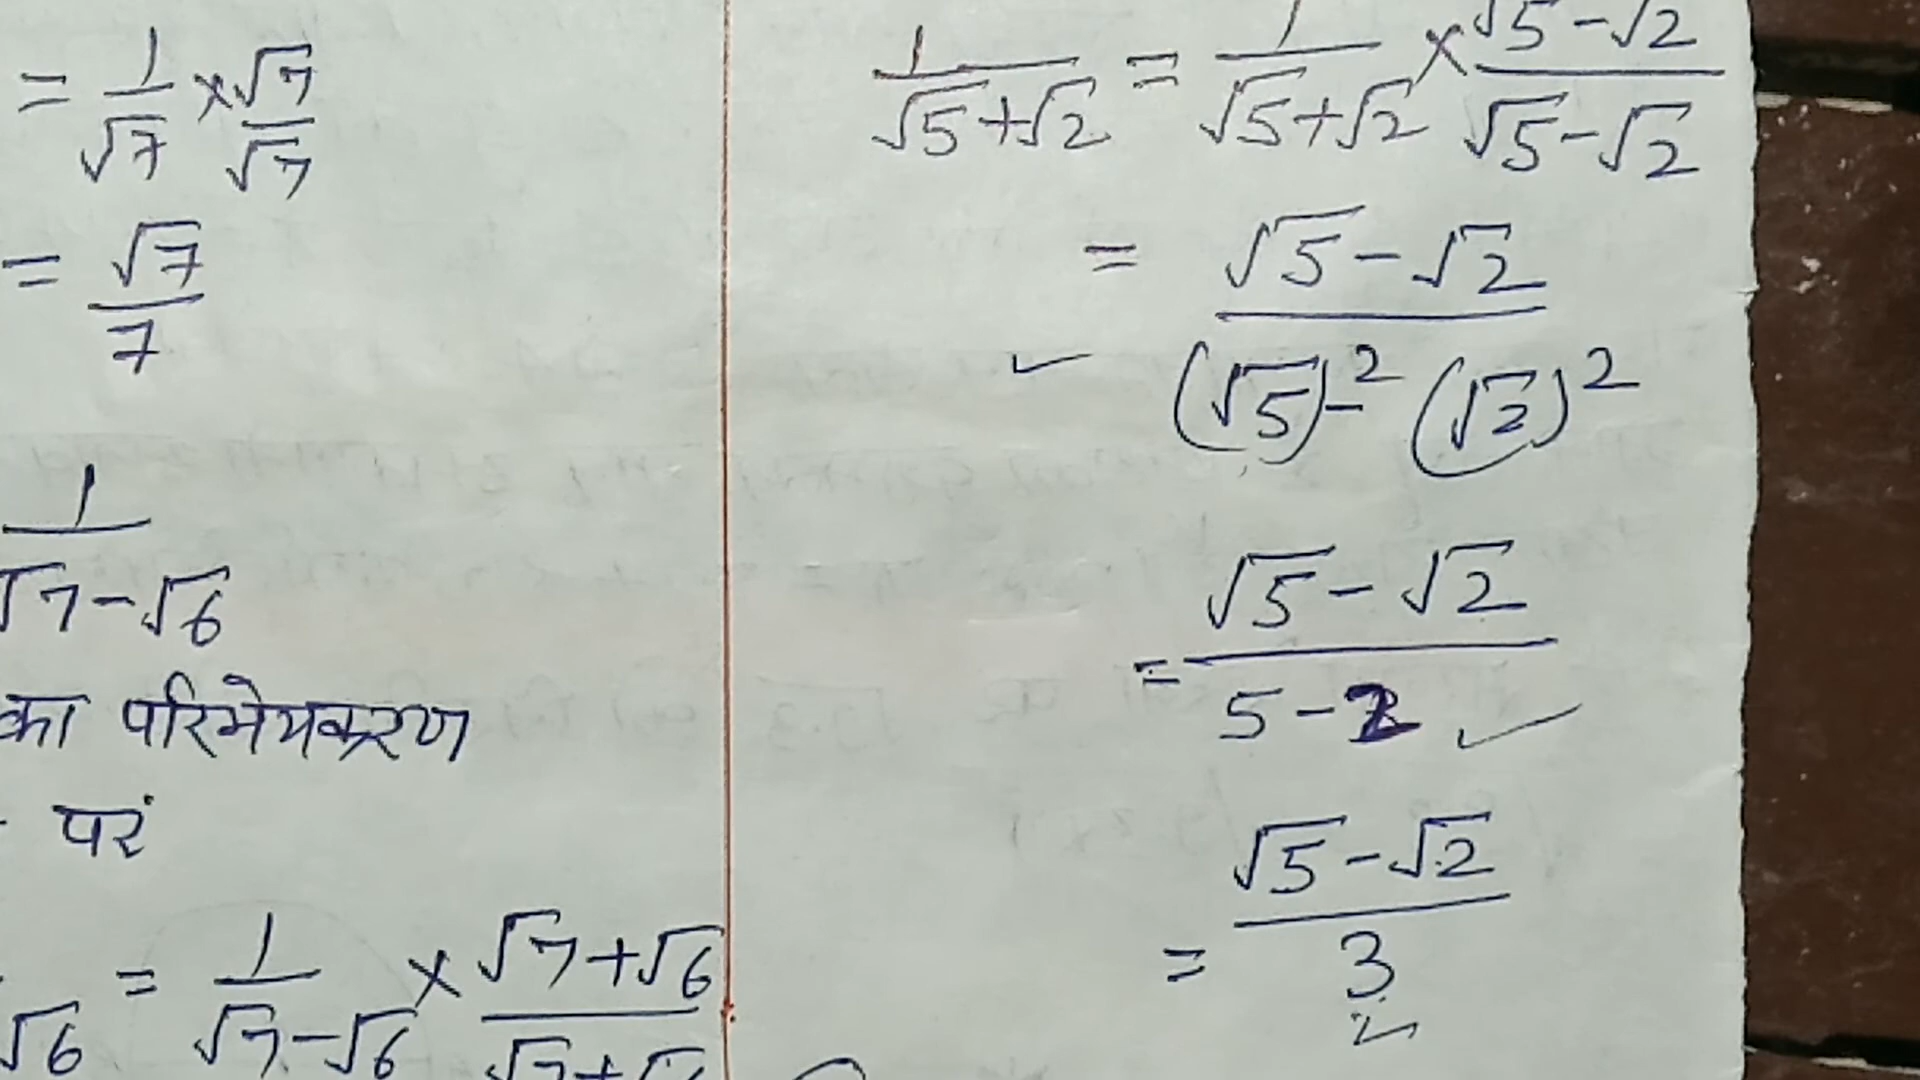 = 1/√7 × √7/√7
= √7/7
1/√7-√6
का परिमेयकरण
परं
√6 = 1/√7-√6 × √7+√6/√7+√
1/√5+√2 = 1/√5+√2 × √5-√2/√5-√2
= √5-√2/(√5)-² (√2)²
= √5-√2/5-2
= √5-√2/3